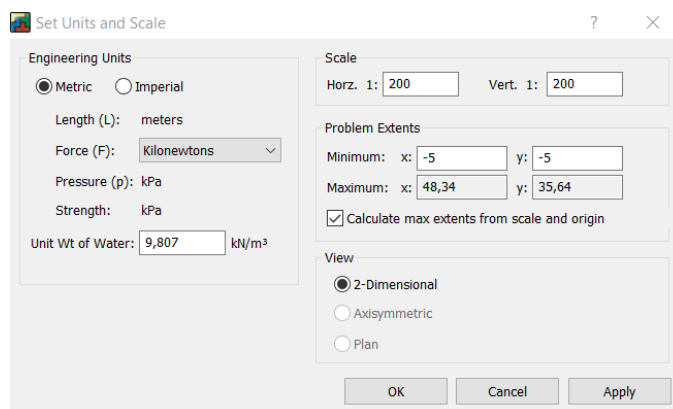 Set Units and Scale
Engineering Units
Metric Imperial
Length (L): meters
Force (F): Kilonewtons
Pressure (p): kPa
Strength: kPa
Unit Wt of Water: 9,807 kN/m³
Scale
Horz. 1: 200 Vert. 1: 200
Problem Extents
Minimum: x: -5 y: -5
Maximum: x: 48,34 y: 35,64
Calculate max extents from scale and origin
View
2-Dimensional
Axisymmetric
Plan
OK Cancel Apply